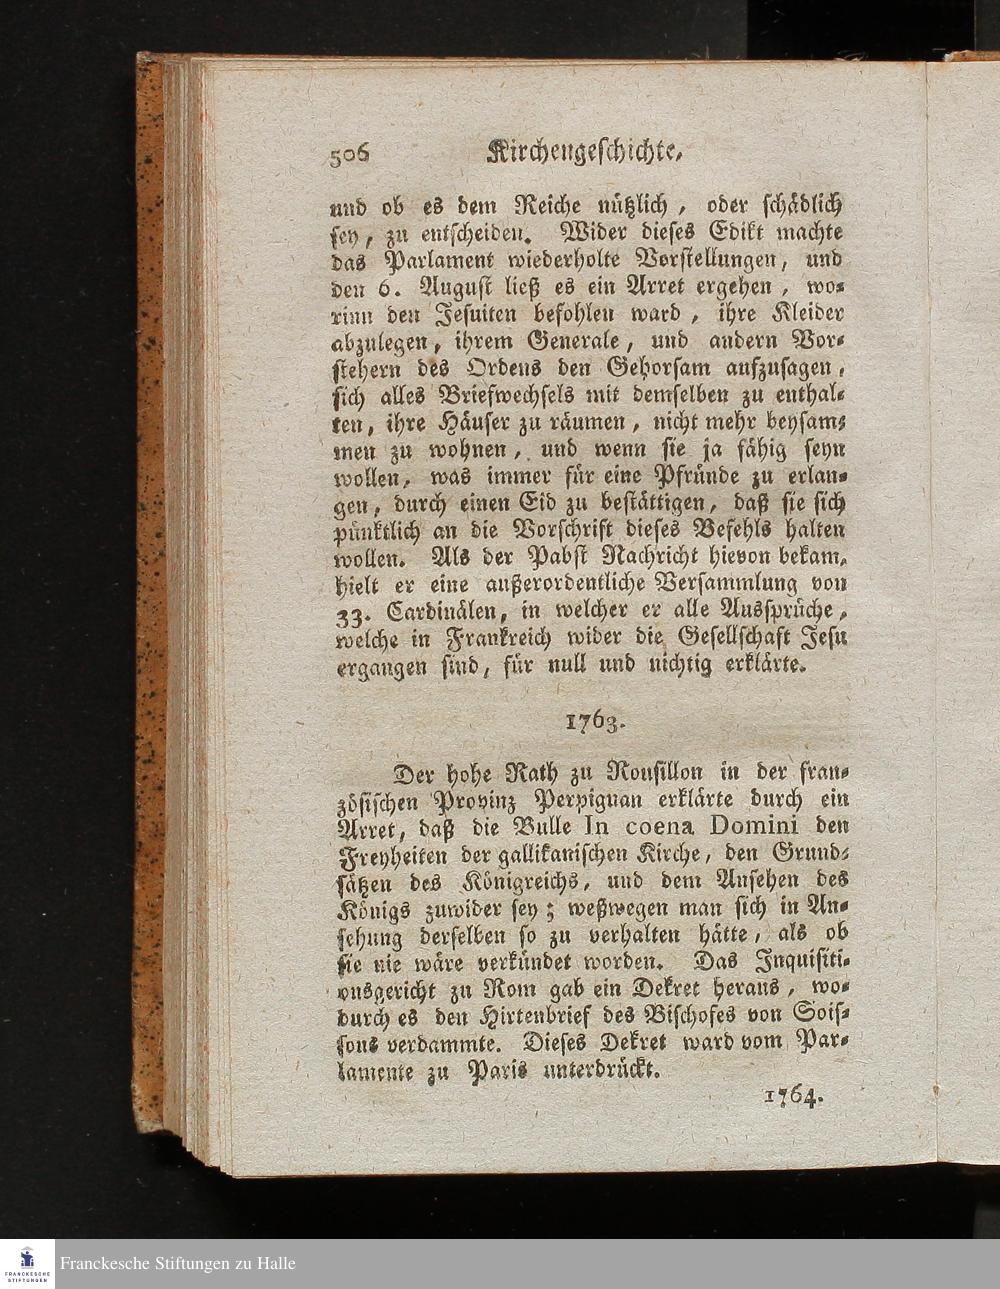 506 Kirchengeschichte.
und ob es dem Reiche nützlich, oder schädlich
sey, zu entscheiden. Wider dieses Edikt machte
das Parlament wiederholte Vorstellungen, und
den 6. August ließ es ein Arret ergehen, wo-
rinn den Jesuiten befohlen ward, ihre Kleider
abzulegen, ihrem Generale, und andern Vor-
stehern des Ordens den Gehorsam aufzusagen,
sich alles Briefwechsels mit demselben zu enthal-
ten, ihre Häuser zu räumen, nicht mehr beysam-
men zu wohnen, und wenn sie ja fähig seyn
wollen, was immer für eine Pfründe zu erlan-
gen, durch einen Eid zu bestättigen, daß sie sich
pünktlich an die Vorschrift dieses Befehls halten
wollen. Als der Pabst Nachricht hievon bekam,
hielt er eine außerordentliche Versammlung von
33. Cardinälen, in welcher er alle Aussprüche,
welche in Frankreich wider die Gesellschaft Jesu
ergangen sind, für null und nichtig erklärte.
1763.
Der hohe Rath zu Rousillon in der fran-
zösischen Provinz Perpignan erklärte durch ein
Arret, daß die Bulle In coena Domini den
Freyheiten der gallikanischen Kirche, den Grund-
sätzen des Königreichs, und dem Ansehen des
Königs zuwider sey; weßwegen man sich in An-
sehung derselben so zu verhalten hätte, als ob
sie nie wäre verkündet worden. Das Inquisiti-
onsgericht zu Rom gab ein Dekret heraus, wo-
durch es den Hirtenbrief des Bischofes von Sois-
sons verdammte. Dieses Dekret ward vom Par-
lamente zu Paris unterdrückt.
1764.
FRANCKESCHE
STIFTUNGEN
Franckesche Stiftungen zu Halle